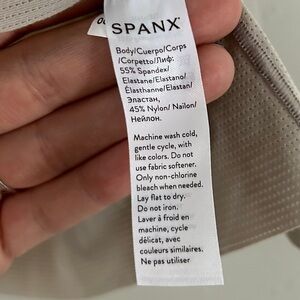 SPANX
Body/Cuerpo/Corps
/Corpetto/Лиф:
55% Spandex/
Elastane/Elastano/
Élasthanne/Elastan/
Эластан,
45% Nylon/ Nailon/
Нейлон.
Machine wash cold,
gentle cycle, with
like colors. Do not
use fabric softener.
Only non-chlorine
bleach when needed.
Lay flat to dry.
Do not iron.
Laver à froid en
machine, cycle
délicat, avec
couleurs similaires.
Ne pas utiliser